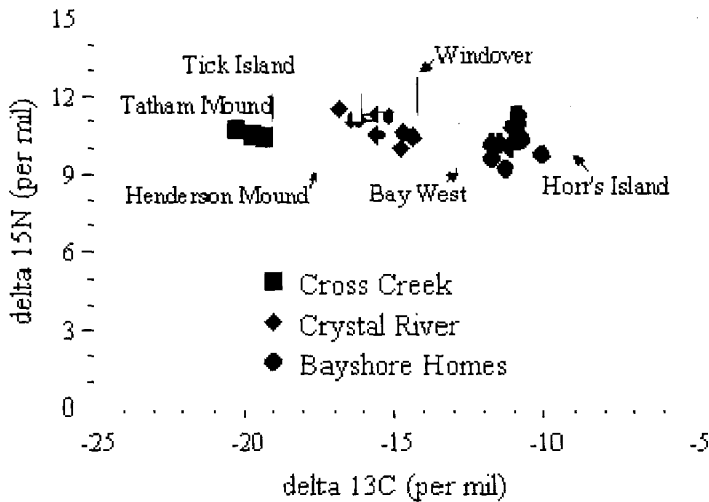 15
12
9
6
3
0
delta 15N (per mil)
Windover
Tick Island
Tatham Mound
Henderson Mound
Bay West
Horr's Island
Cross Creek
Crystal River
Bayshore Homes
-25
-20
-15
-10
-5
delta 13C (per mil)